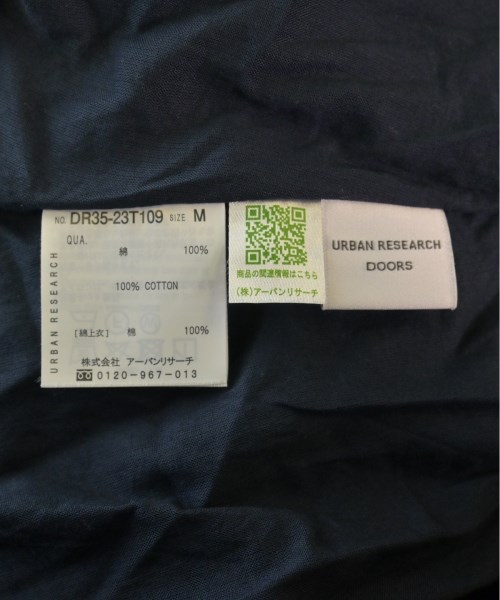 NO. DR35-23T109 SIZE M
QUA.
綿 100%
100% COTTON
[綿上衣] 棉 100%
株式会社 アーバンリサーチ
0120-967-013
URBAN RESEARCH
商品の関連情報はこちら
(株)アーバンリサーチ
URBAN RESEARCH
DOORS